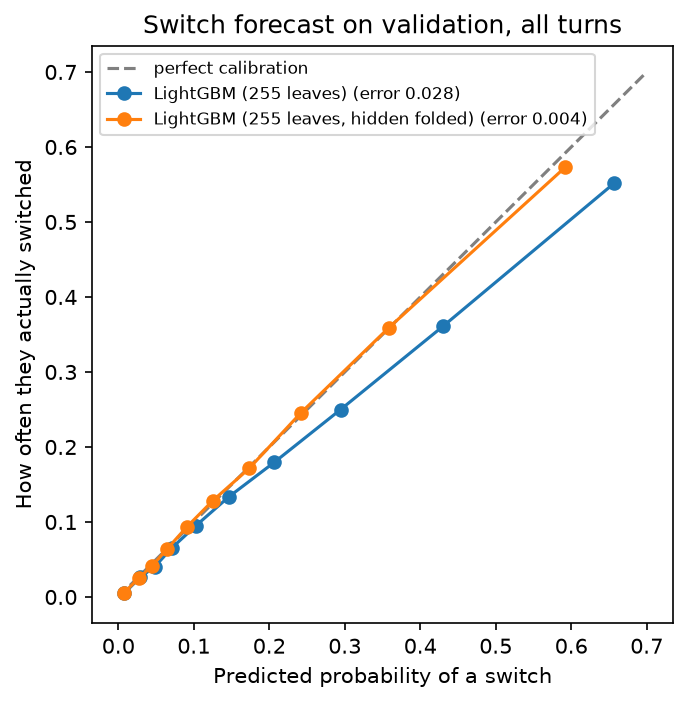 Switch forecast on validation, all turns
perfect calibration
LightGBM (255 leaves) (error 0.028)
LightGBM (255 leaves, hidden folded) (error 0.004)
How often they actually switched
0.7
0.6
0.5
0.4
0.3
0.2
0.1
0.0
0.0 0.1 0.2 0.3 0.4 0.5 0.6 0.7
Predicted probability of a switch